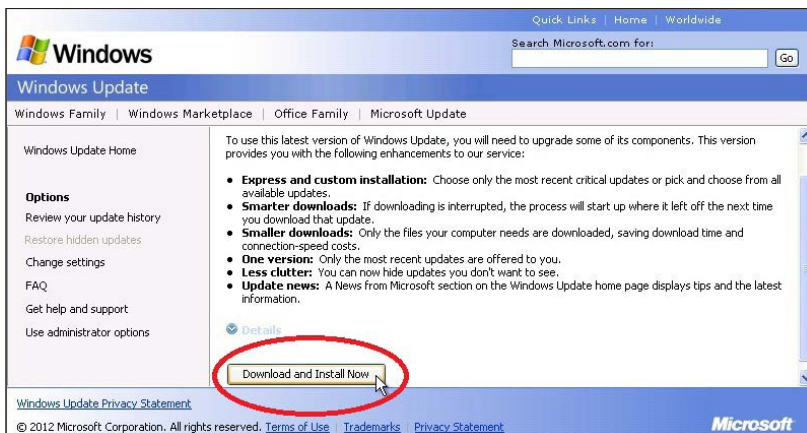 Quick Links | Home | Worldwide
Windows
Search Microsoft.com for:
Go
Windows Update
Windows Family | Windows Marketplace | Office Family | Microsoft Update
Windows Update Home
Options
Review your update history
Restore hidden updates
Change settings
FAQ
Get help and support
Use administrator options
To use this latest version of Windows Update, you will need to upgrade some of its components. This version
provides you with the following enhancements to our service:
• Express and custom installation: Choose only the most recent critical updates or pick and choose from all
available updates.
• Smarter downloads: If downloading is interrupted, the process will start up where it left off the next time
you download that update.
• Smaller downloads: Only the files your computer needs are downloaded, saving download time and
connection-speed costs.
• One version: Only the most recent updates are offered to you.
• Less clutter: You can now hide updates you don't want to see.
• Update news: A News from Microsoft section on the Windows Update home page displays tips and the latest
information.
Details
Download and Install Now
Windows Update Privacy Statement
© 2012 Microsoft Corporation. All rights reserved. Terms of Use | Trademarks | Privacy Statement
Microsoft